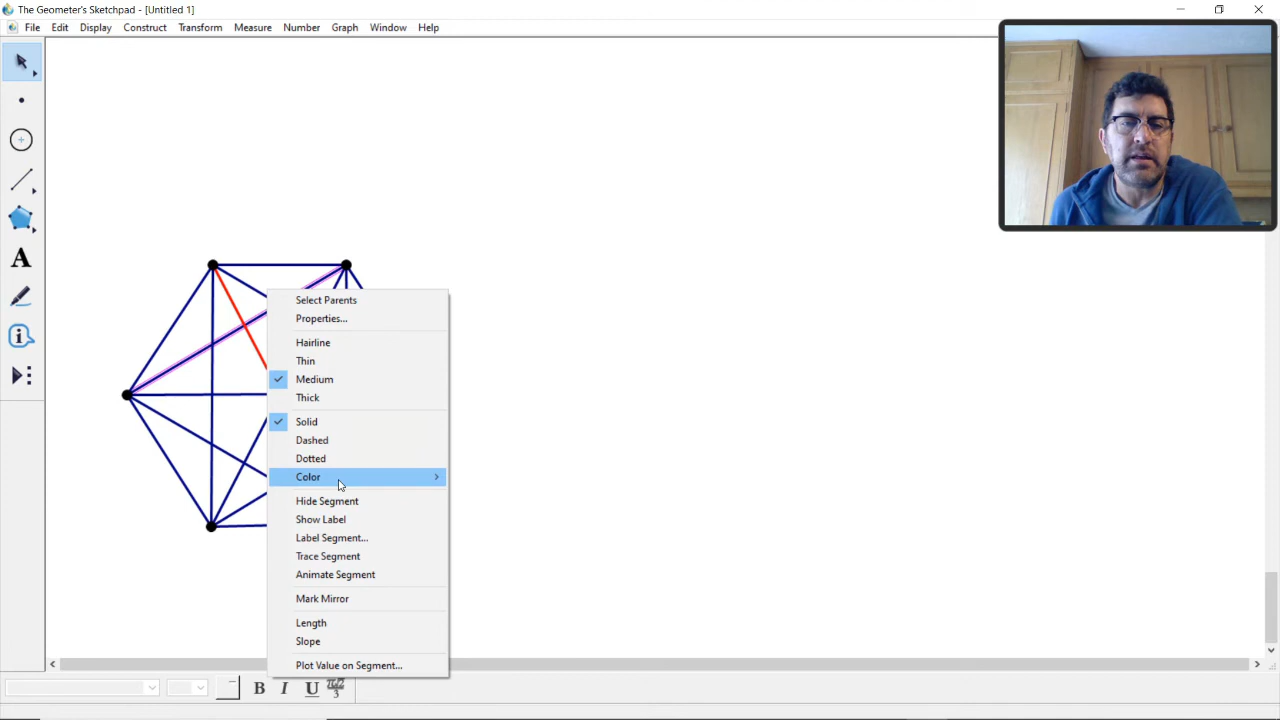 The Geometer's Sketchpad - [Untitled 1]
File Edit Display Construct Transform Measure Number Graph Window Help
A
i
Select Parents
Properties...
Hairline
Thin
Medium
Thick
Solid
Dashed
Dotted
Color
Hide Segment
Show Label
Label Segment...
Trace Segment
Animate Segment
Mark Mirror
Length
Slope
Plot Value on Segment...
B I U π√2/3